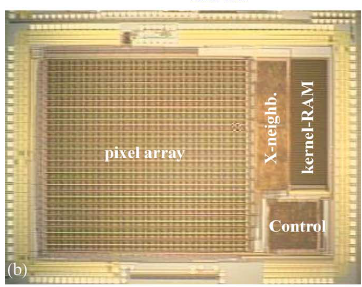 pixel array
X-neighb.
kernel-RAM
Control
(b)